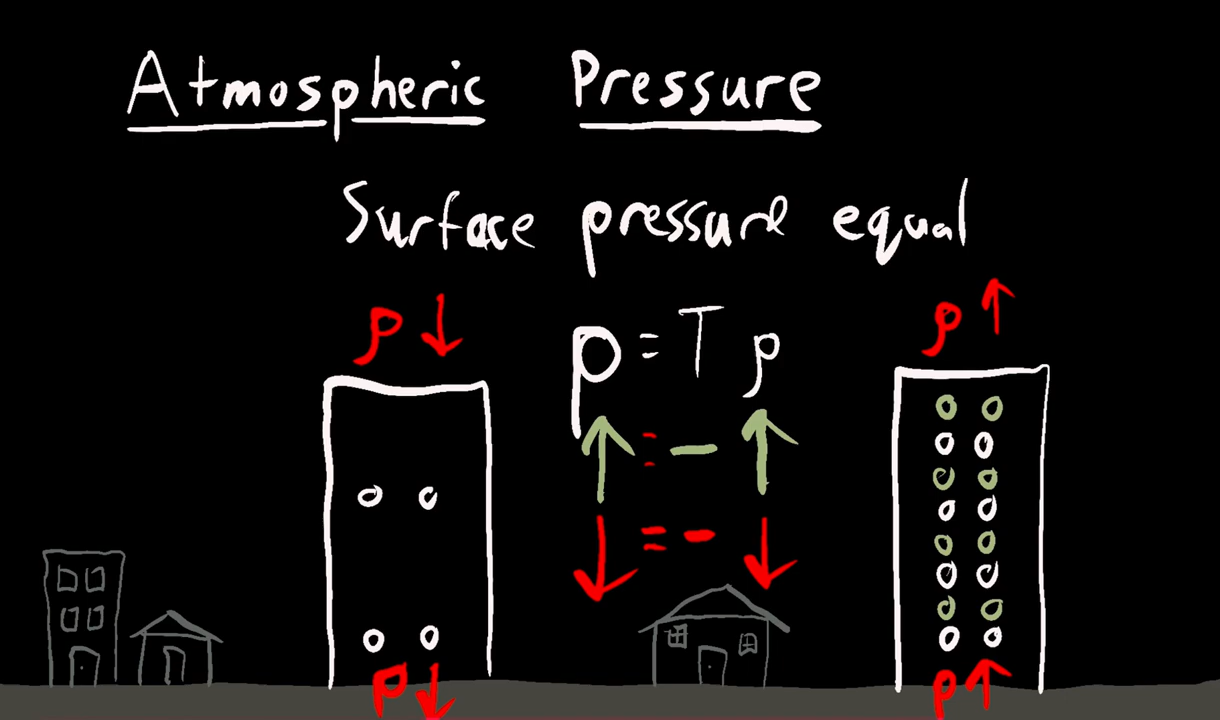 Atmospheric Pressure
Surface pressure equal
ρ ↓
p = T ρ
ρ ↑
↑ = - ↑
↓ = - ↓
p ↓
p ↑